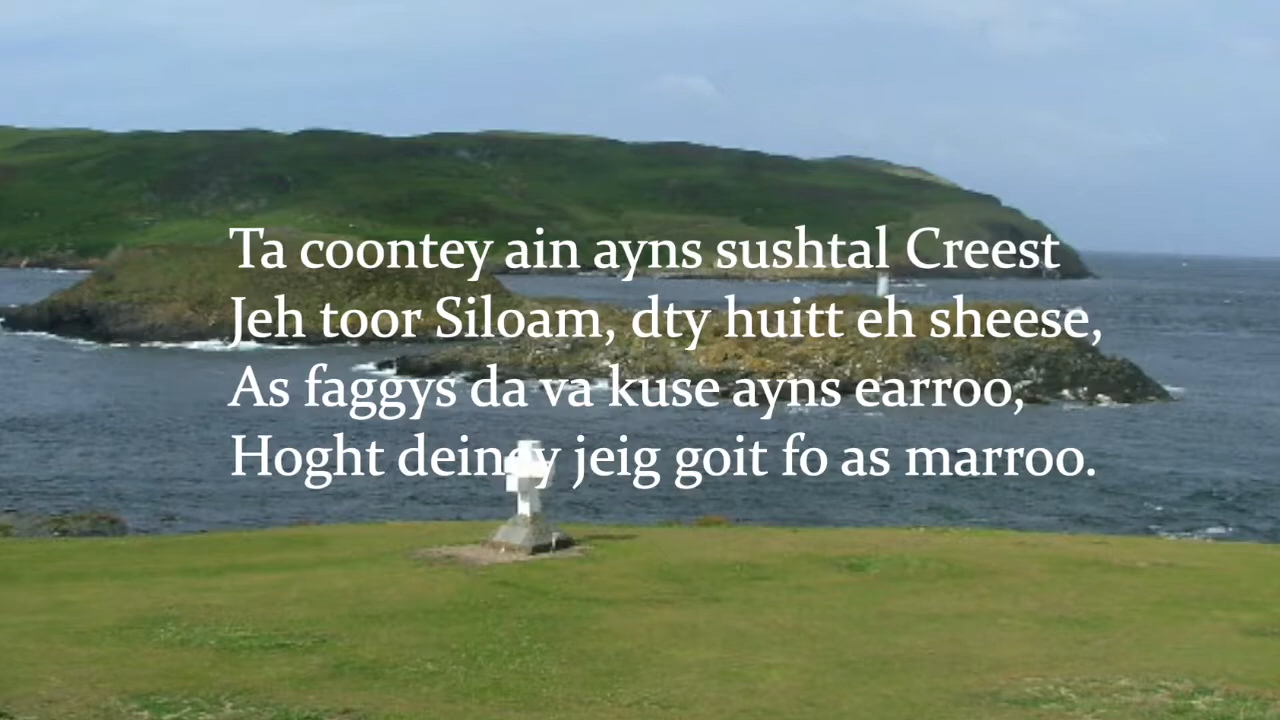 Ta coontey ain ayns sushtal Creest
Jeh toor Siloam, dty huitt eh sheese,
As faggys da va kuse ayns earroo,
Hoght deiney jeig goit fo as marroo.